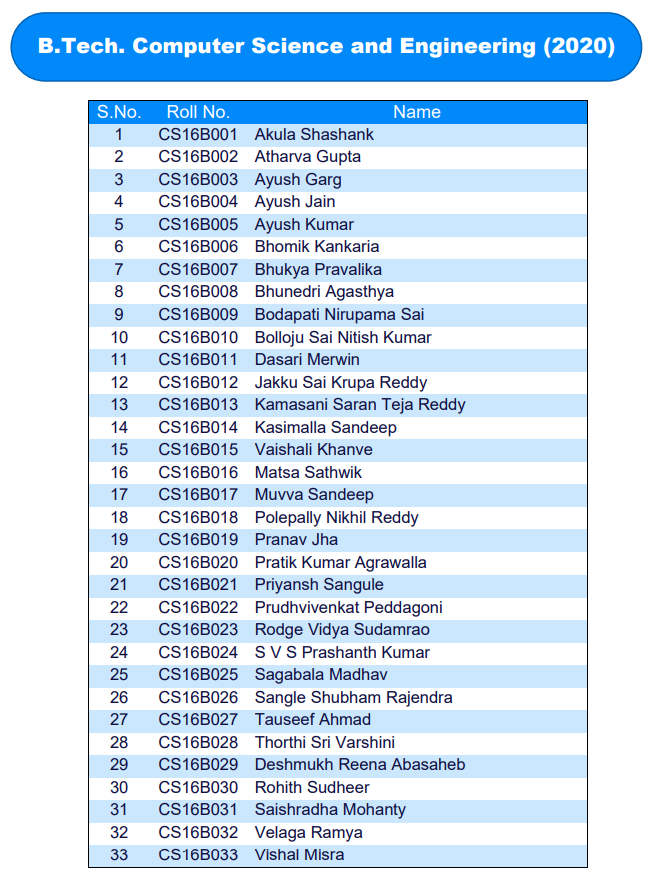 B.Tech. Computer Science and Engineering (2020)
S.No. Roll No. Name
1 CS16B001 Akula Shashank
2 CS16B002 Atharva Gupta
3 CS16B003 Ayush Garg
4 CS16B004 Ayush Jain
5 CS16B005 Ayush Kumar
6 CS16B006 Bhomik Kankaria
7 CS16B007 Bhukya Pravalika
8 CS16B008 Bhunedri Agasthya
9 CS16B009 Bodapati Nirupama Sai
10 CS16B010 Bolloju Sai Nitish Kumar
11 CS16B011 Dasari Merwin
12 CS16B012 Jakku Sai Krupa Reddy
13 CS16B013 Kamasani Saran Teja Reddy
14 CS16B014 Kasimalla Sandeep
15 CS16B015 Vaishali Khanve
16 CS16B016 Matsa Sathwik
17 CS16B017 Muvva Sandeep
18 CS16B018 Polepally Nikhil Reddy
19 CS16B019 Pranav Jha
20 CS16B020 Pratik Kumar Agrawalla
21 CS16B021 Priyansh Sangule
22 CS16B022 Prudhvivenkat Peddagoni
23 CS16B023 Rodge Vidya Sudamrao
24 CS16B024 S V S Prashanth Kumar
25 CS16B025 Sagabala Madhav
26 CS16B026 Sangle Shubham Rajendra
27 CS16B027 Tauseef Ahmad
28 CS16B028 Thorthi Sri Varshini
29 CS16B029 Deshmukh Reena Abasaheb
30 CS16B030 Rohith Sudheer
31 CS16B031 Saishradha Mohanty
32 CS16B032 Velaga Ramya
33 CS16B033 Vishal Misra